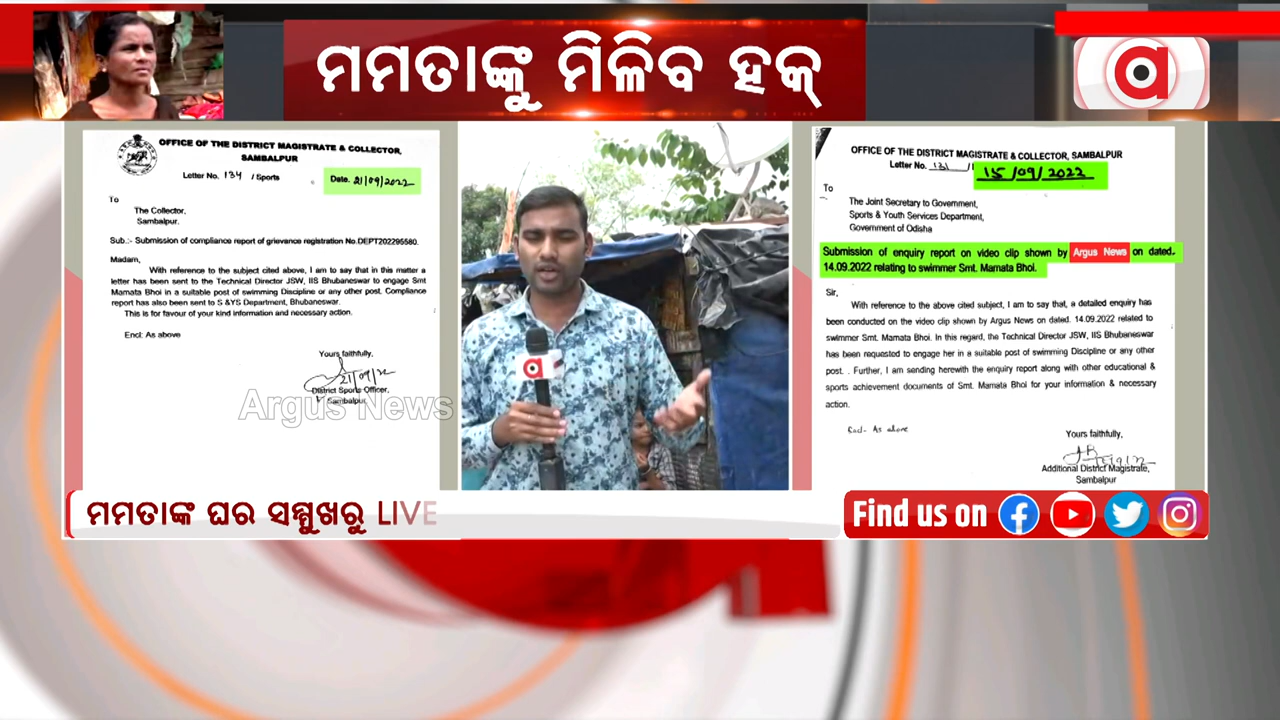 ମମତାଙ୍କୁ ମିଳିବ ହକ୍
a
OFFICE OF THE DISTRICT MAGISTRATE & COLLECTOR,
SAMBALPUR
Letter No. 134 / Sports
Date. 21/09/2022
To
The Collector,
Sambalpur.
Sub.:- Submission of compliance report of grievance registration No.DEPT202295580.
Madam,
With reference to the subject cited above, I am to say that in this matter a
letter has been sent to the Technical Director JSW, IIS Bhubaneswar to engage Smt
Mamata Bhoi in a suitable post of swimming Discipline or any other post. Compliance
report has also been sent to S &YS Department, Bhubaneswar.
This is for favour of your kind information and necessary action.
Encl: As above
Yours faithfully,
21/09/22
District Sports Officer,
Sambalpur.
Argus News
a
OFFICE OF THE DISTRICT MAGISTRATE & COLLECTOR, SAMBALPUR
Letter No. 131/
15/09/2022
To
The Joint Secretary to Government,
Sports & Youth Services Department,
Government of Odisha
Submission of enquiry report on video clip shown by Argus News on dated.
14.09.2022 relating to swimmer Smt. Mamata Bhoi.
Sir,
With reference to the above cited subject, I am to say that, a detailed enquiry has
been conducted on the video clip shown by Argus News on dated. 14.09.2022 related to
swimmer Smt. Mamata Bhoi. In this regard, the Technical Director JSW, IIS Bhubaneswar
has been requested to engage her in a suitable post of swimming Discipline or any other
post. . Further, I am sending herewith the enquiry report along with other educational &
sports achievement documents of Smt. Mamata Bhoi for your information & necessary
action.
Encl- As above
Yours faithfully,
Additional District Magistrate,
Sambalpur
ମମତାଙ୍କ ଘର ସମ୍ମୁଖରୁ LIVE
Find us on